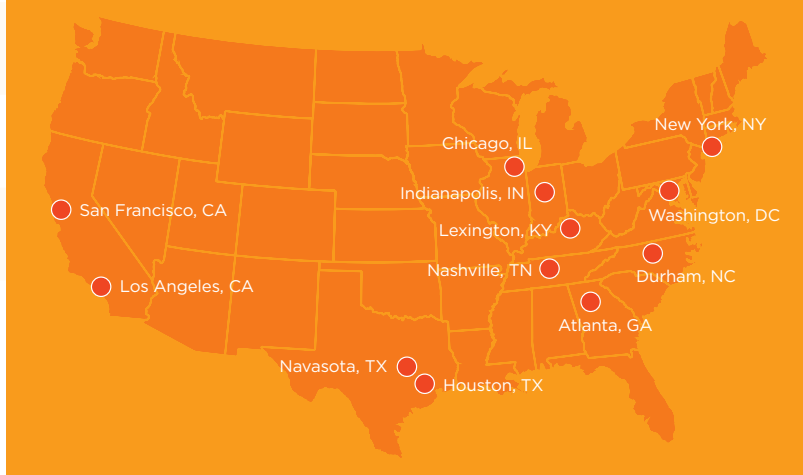 New York, NY
Chicago, IL
Indianapolis, IN
San Francisco, CA
Washington, DC
Lexington, KY
Nashville, TN
Durham, NC
Los Angeles, CA
Atlanta, GA
Navasota, TX
Houston, TX